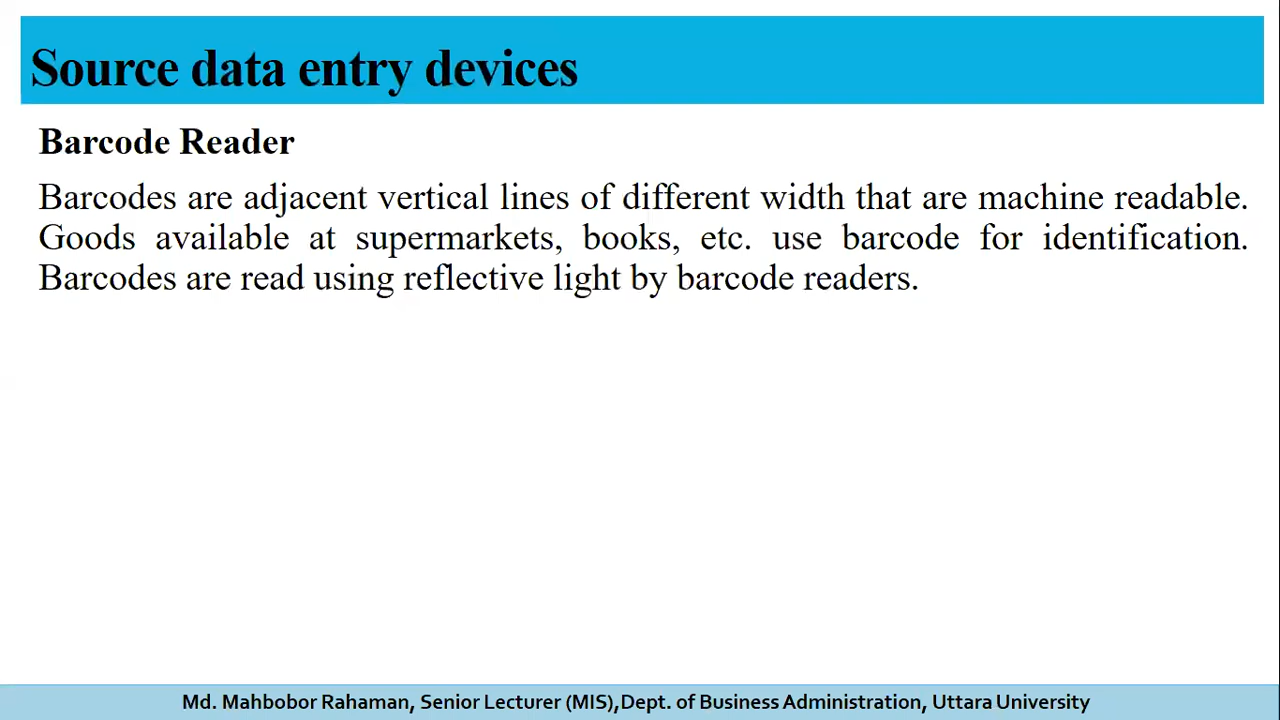 Source data entry devices
Barcode Reader
Barcodes are adjacent vertical lines of different width that are machine readable.
Goods available at supermarkets, books, etc. use barcode for identification.
Barcodes are read using reflective light by barcode readers.
Md. Mahbobor Rahaman, Senior Lecturer (MIS),Dept. of Business Administration, Uttara University